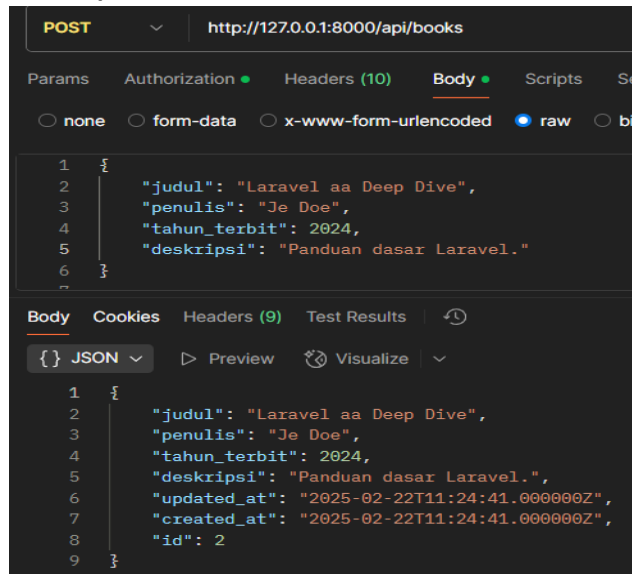 POST http://127.0.0.1:8000/api/books
Params Authorization Headers (10) Body Scripts
none form-data x-www-form-urlencoded raw
1 {
2 "judul": "Laravel aa Deep Dive",
3 "penulis": "Je Doe",
4 "tahun_terbit": 2024,
5 "deskripsi": "Panduan dasar Laravel."
6 }
Body Cookies Headers (9) Test Results
{} JSON Preview Visualize
1 {
2 "judul": "Laravel aa Deep Dive",
3 "penulis": "Je Doe",
4 "tahun_terbit": 2024,
5 "deskripsi": "Panduan dasar Laravel.",
6 "updated_at": "2025-02-22T11:24:41.000000Z",
7 "created_at": "2025-02-22T11:24:41.000000Z",
8 "id": 2
9 }